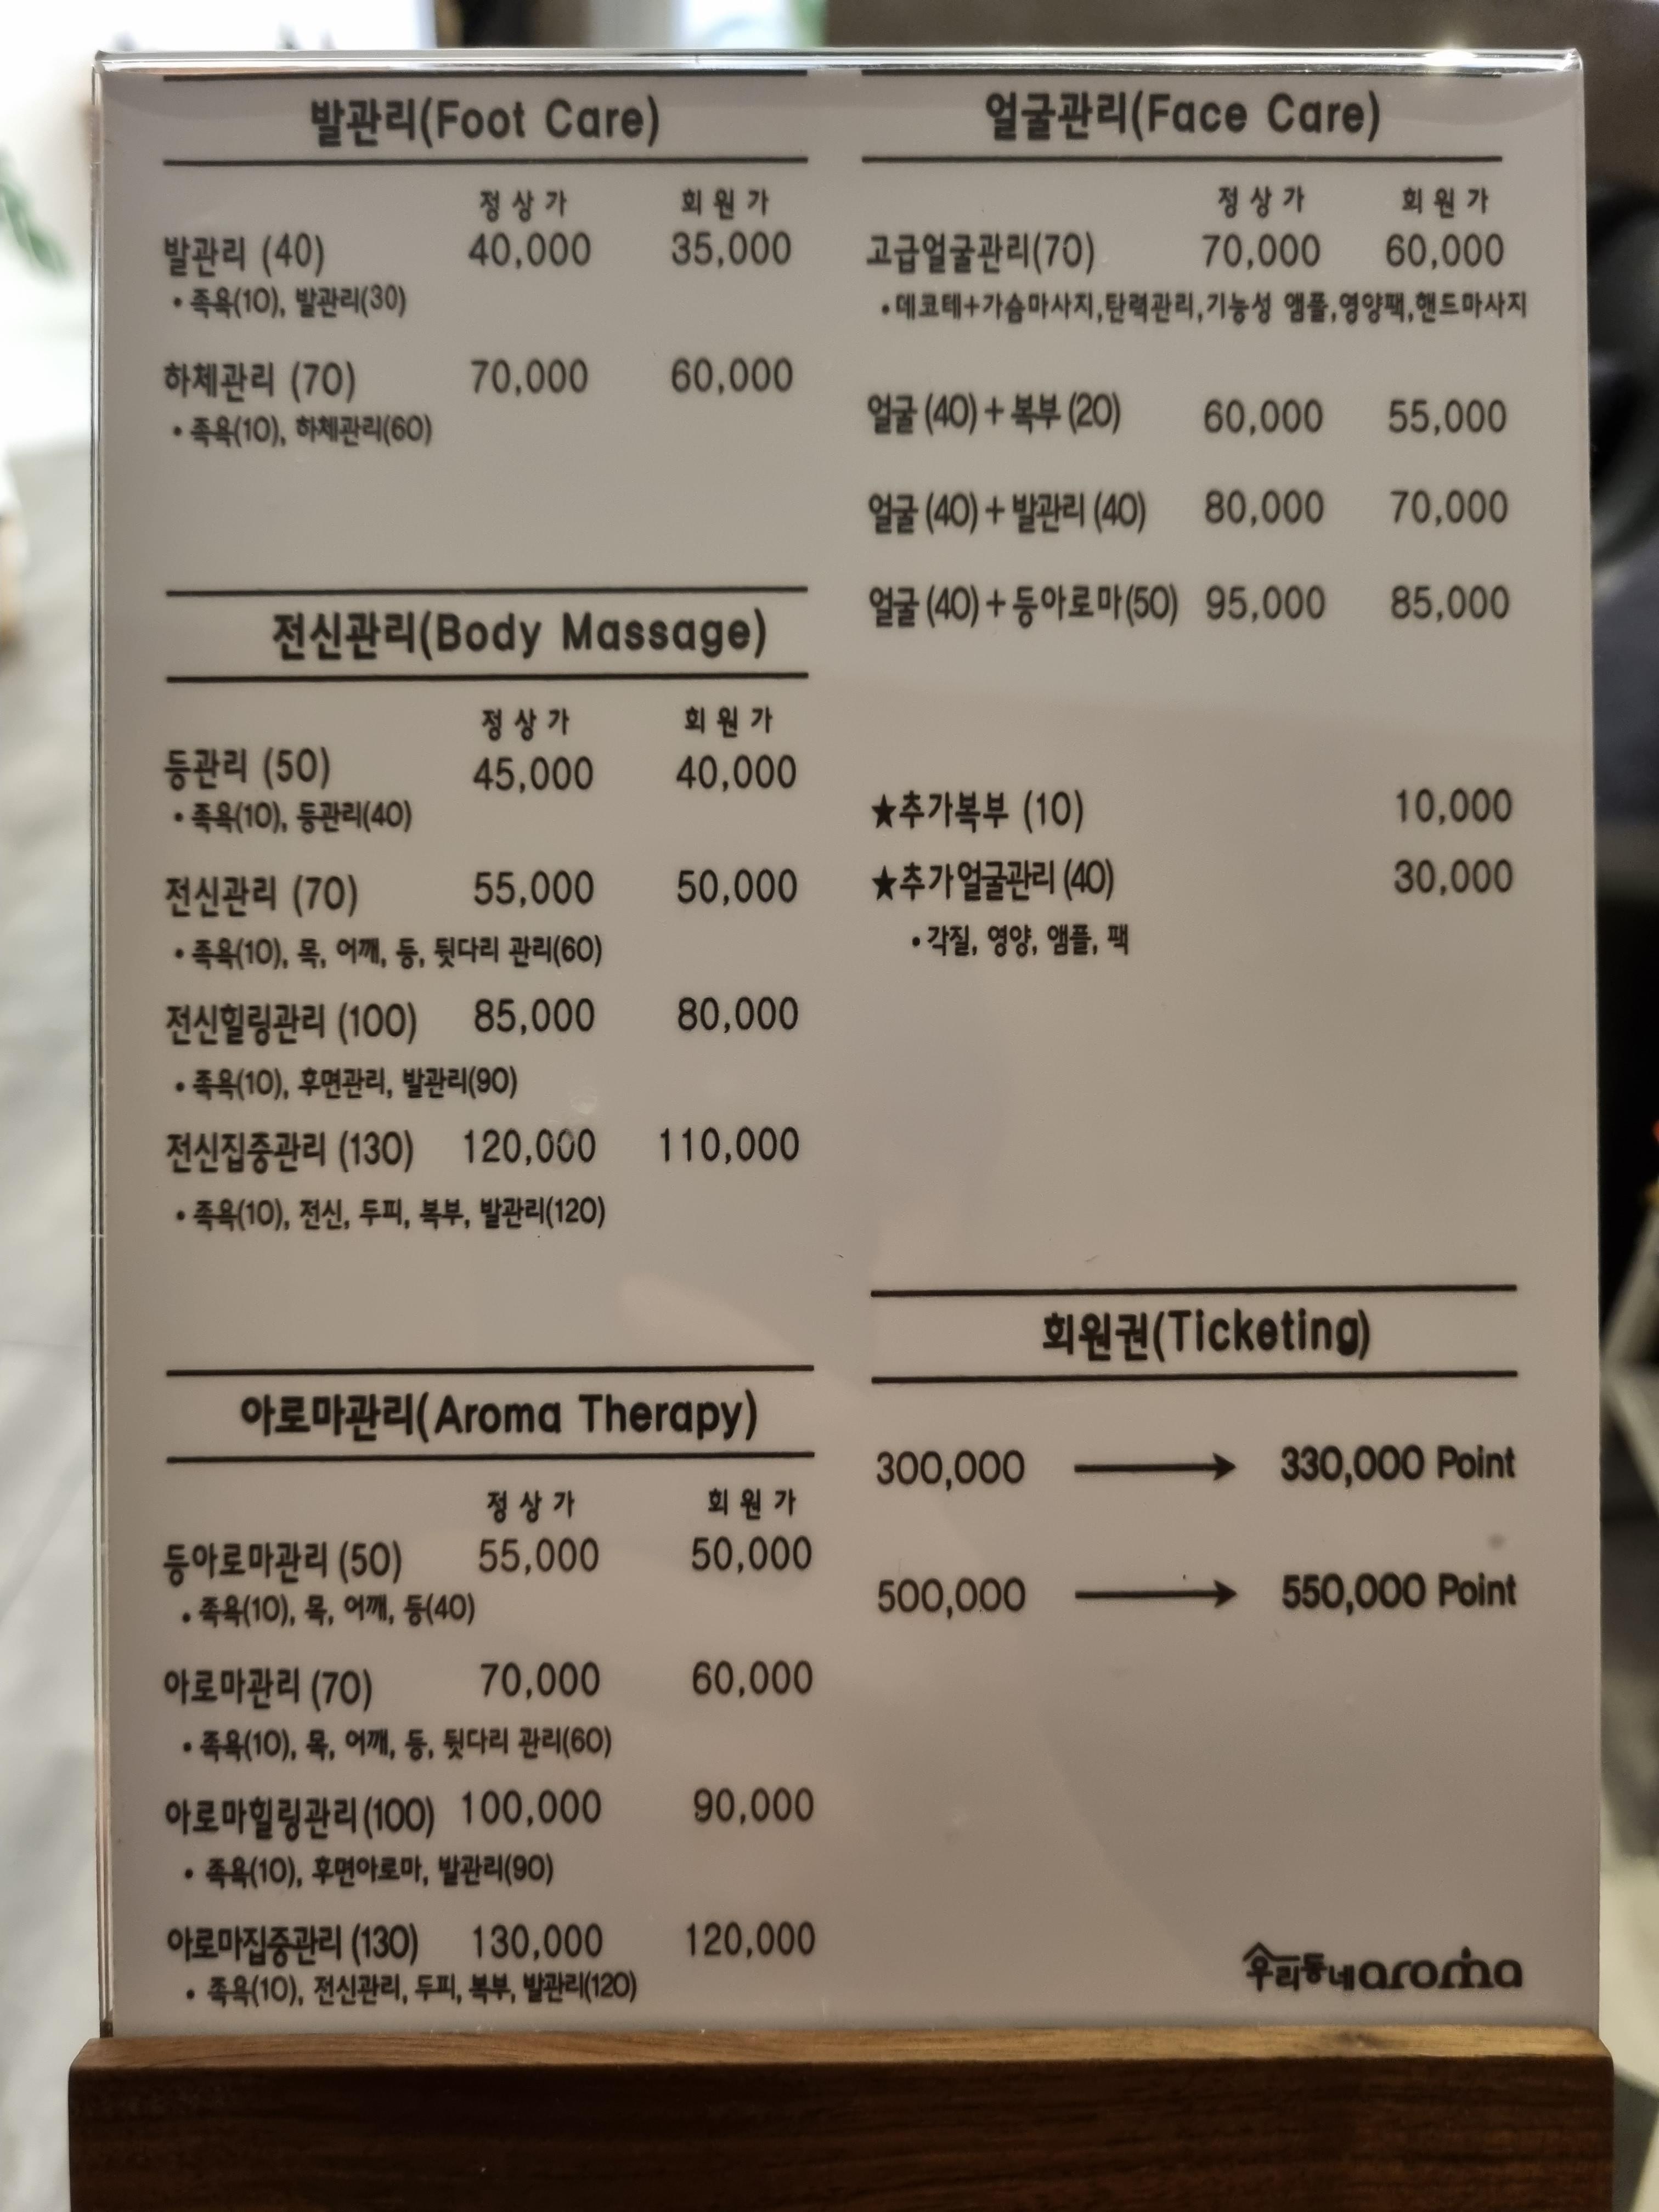 발관리(Foot Care)
정상가 회원가
발관리 (40) 40,000 35,000
• 족욕(10), 발관리(30)
하체관리 (70) 70,000 60,000
• 족욕(10), 하체관리(60)
전신관리(Body Massage)
정상가 회원가
등관리 (50) 45,000 40,000
• 족욕(10), 등관리(40)
전신관리 (70) 55,000 50,000
• 족욕(10), 목, 어깨, 등, 뒷다리 관리(60)
전신힐링관리 (100) 85,000 80,000
• 족욕(10), 후면관리, 발관리(90)
전신집중관리 (130) 120,000 110,000
• 족욕(10), 전신, 두피, 복부, 발관리(120)
아로마관리(Aroma Therapy)
정상가 회원가
등아로마관리 (50) 55,000 50,000
• 족욕(10), 목, 어깨, 등(40)
아로마관리 (70) 70,000 60,000
• 족욕(10), 목, 어깨, 등, 뒷다리 관리(60)
아로마힐링관리(100) 100,000 90,000
• 족욕(10), 후면아로마, 발관리(90)
아로마집중관리 (130) 130,000 120,000
• 족욕(10), 전신관리, 두피, 복부, 발관리(120)
얼굴관리(Face Care)
정상가 회원가
고급얼굴관리(70) 70,000 60,000
•데코테+가슴마사지,탄력관리,기능성 앰플,영양팩,핸드마사지
얼굴 (40) + 복부 (20) 60,000 55,000
얼굴 (40) + 발관리 (40) 80,000 70,000
얼굴 (40) + 등아로마(50) 95,000 85,000
★추가복부 (10) 10,000
★추가얼굴관리 (40) 30,000
• 각질, 영양, 앰플, 팩
회원권(Ticketing)
300,000 → 330,000 Point
500,000 → 550,000 Point
우리동네aroma